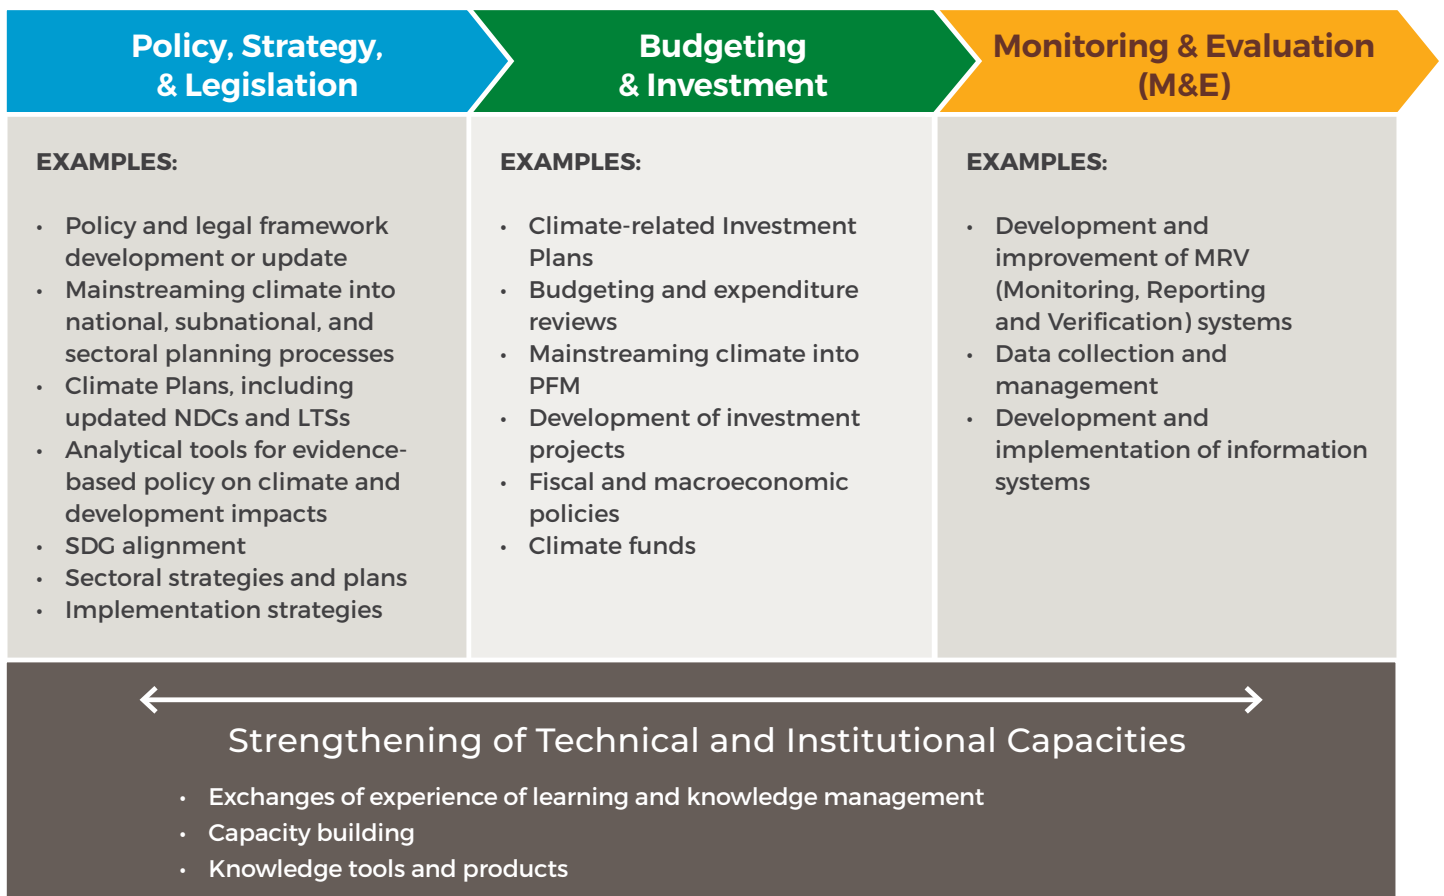 Policy, Strategy,
& Legislation
Budgeting
& Investment
Monitoring & Evaluation
(M&E)
EXAMPLES:
• Policy and legal framework
development or update
• Mainstreaming climate into
national, subnational, and
sectoral planning processes
• Climate Plans, including
updated NDCs and LTSs
• Analytical tools for evidence-
based policy on climate and
development impacts
• SDG alignment
• Sectoral strategies and plans
• Implementation strategies
EXAMPLES:
• Climate-related Investment
Plans
• Budgeting and expenditure
reviews
• Mainstreaming climate into
PFM
• Development of investment
projects
• Fiscal and macroeconomic
policies
• Climate funds
EXAMPLES:
• Development and
improvement of MRV
(Monitoring, Reporting
and Verification) systems
• Data collection and
management
• Development and
implementation of information
systems
Strengthening of Technical and Institutional Capacities
• Exchanges of experience of learning and knowledge management
• Capacity building
• Knowledge tools and products